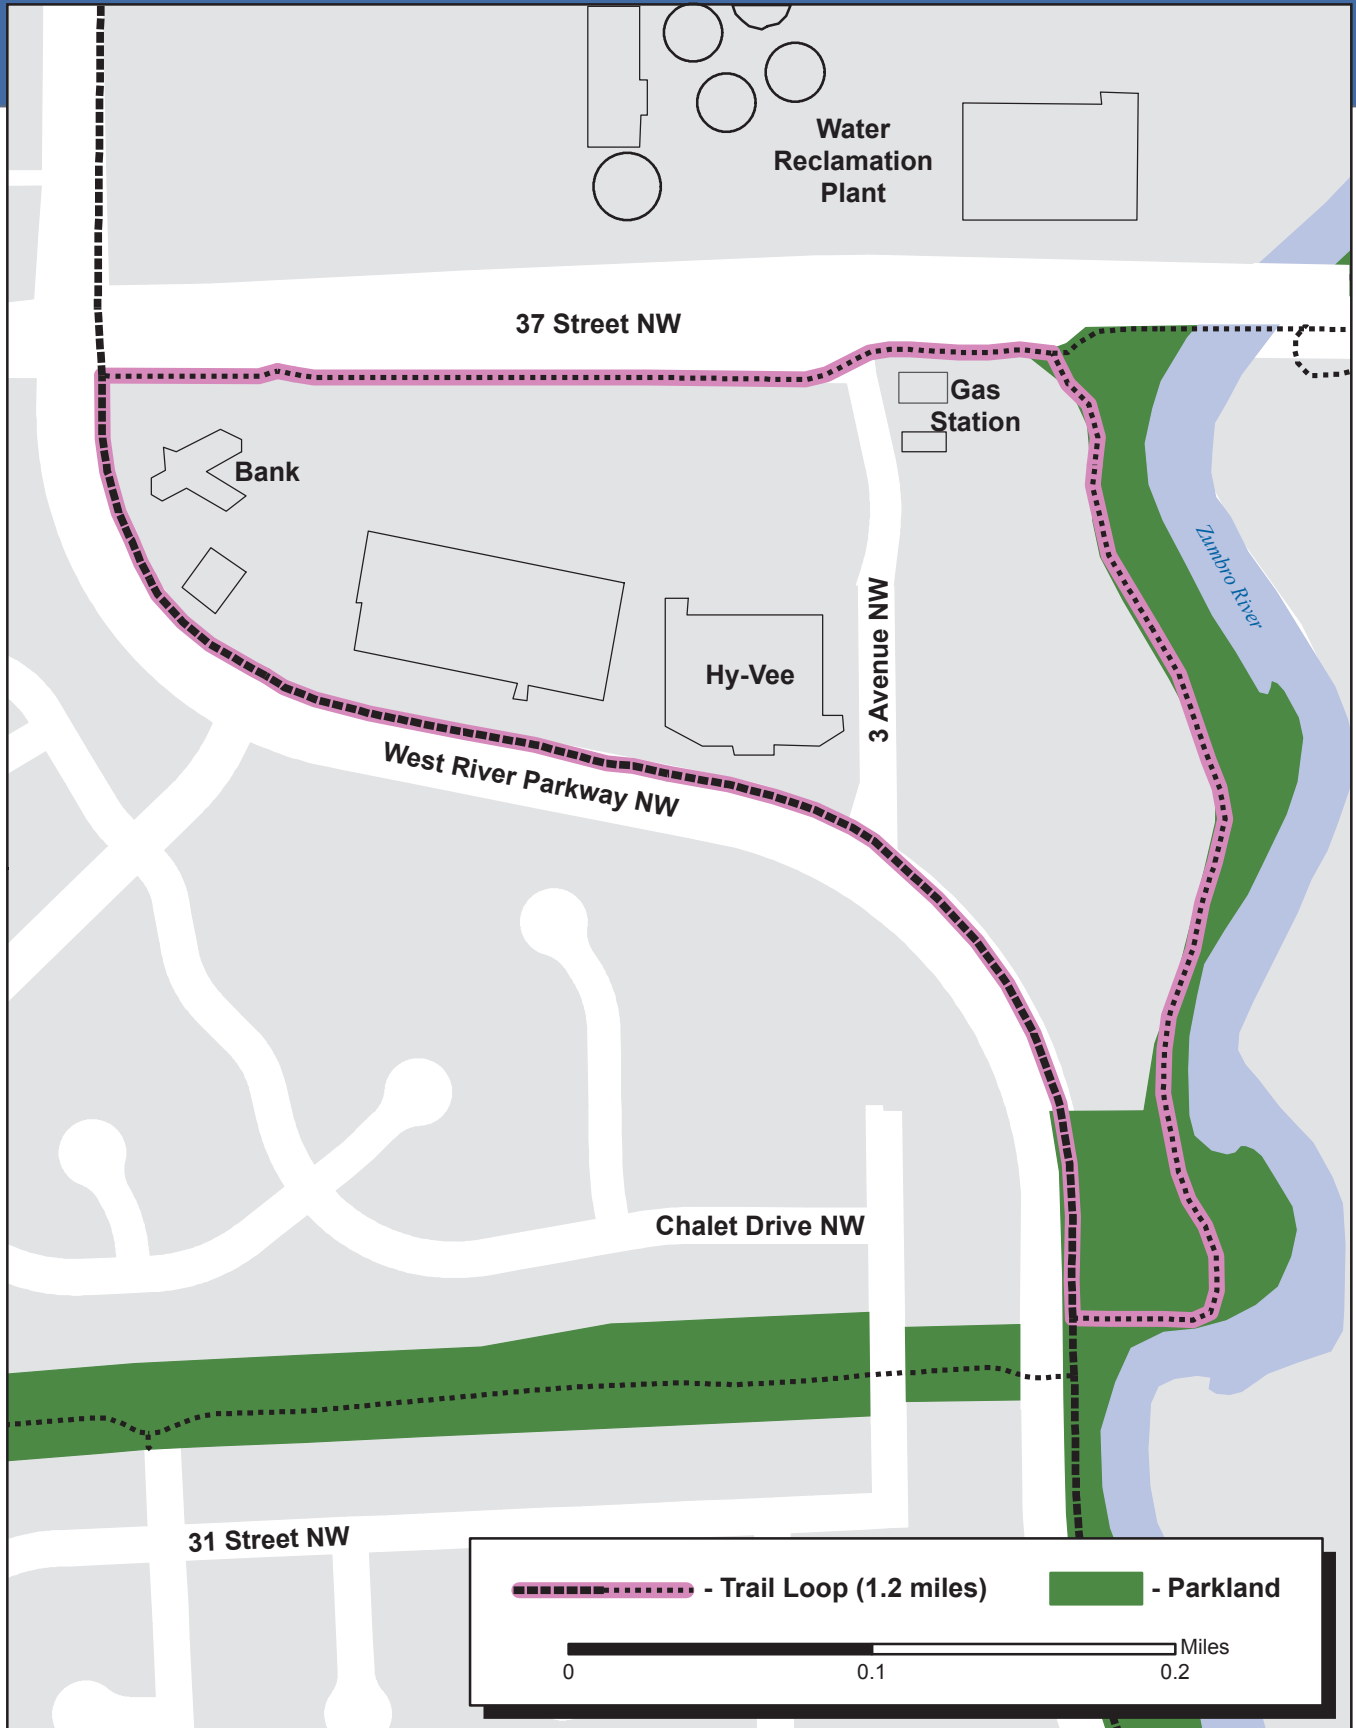 Water
Reclamation
Plant
37 Street NW
Gas
Station
Bank
Zumbro River
3 Avenue NW
Hy-Vee
West River Parkway NW
Chalet Drive NW
31 Street NW
- Trail Loop (1.2 miles)
- Parkland
Miles
0 0.1 0.2